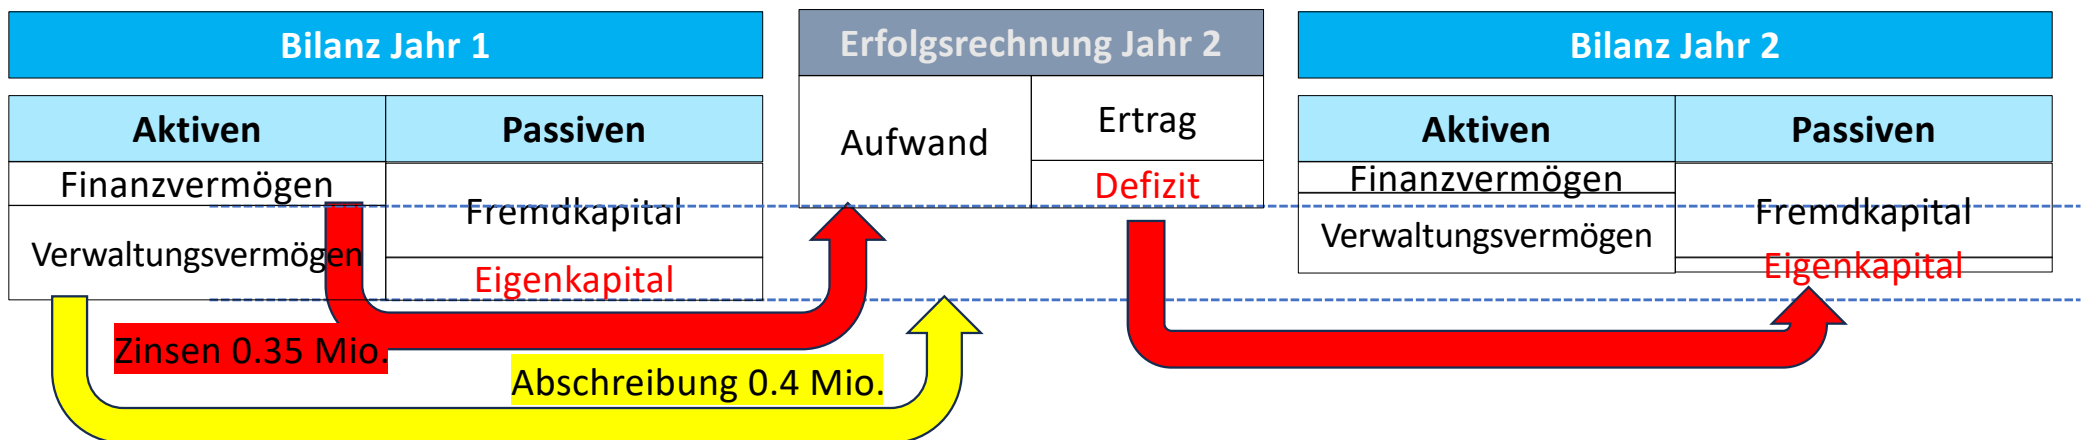 Bilanz Jahr 1
Aktiven
Passiven
Finanzvermögen
Fremdkapital
Verwaltungsvermögen
Eigenkapital
Zinsen 0.35 Mio.
Abschreibung 0.4 Mio.
Erfolgsrechnung Jahr 2
Aufwand
Ertrag
Defizit
Bilanz Jahr 2
Aktiven
Passiven
Finanzvermögen
Fremdkapital
Verwaltungsvermögen
Eigenkapital